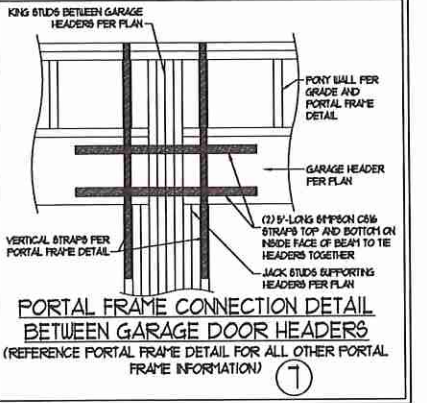 KING STUDS BETWEEN GARAGE
HEADERS PER PLAN
PONY WALL PER
GRADE AND
PORTAL FRAME
DETAIL
GARAGE HEADER
PER PLAN
(2) 5'-LONG SIMPSON CS16
STRAPS TOP AND BOTTOM ON
INSIDE FACE OF BEAM TO TIE
HEADERS TOGETHER
VERTICAL STRAPS PER
PORTAL FRAME DETAIL
JACK STUDS SUPPORTING
HEADERS PER PLAN
PORTAL FRAME CONNECTION DETAIL
BETWEEN GARAGE DOOR HEADERS
(REFERENCE PORTAL FRAME DETAIL FOR ALL OTHER PORTAL
FRAME INFORMATION)
7